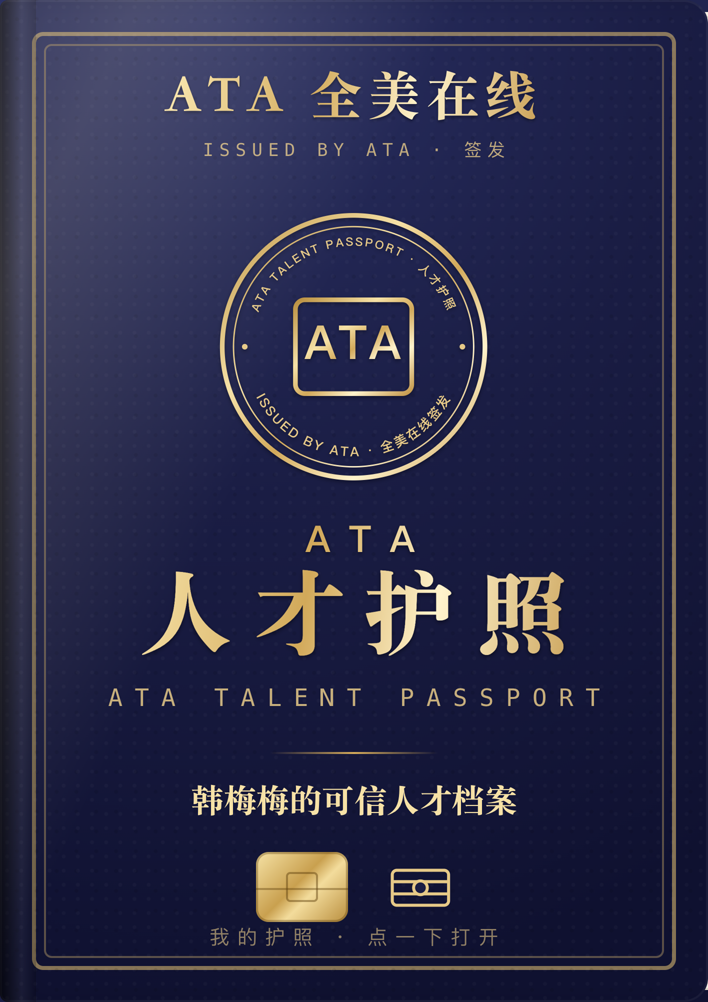 ATA 全美在线
ISSUED BY ATA · 签发
ATA TALENT PASSPORT · 人才护照
ATA
ISSUED BY ATA · 全美在线签发
ATA
人才护照
ATA TALENT PASSPORT
韩梅梅的可信人才档案
我的护照 · 点一下打开